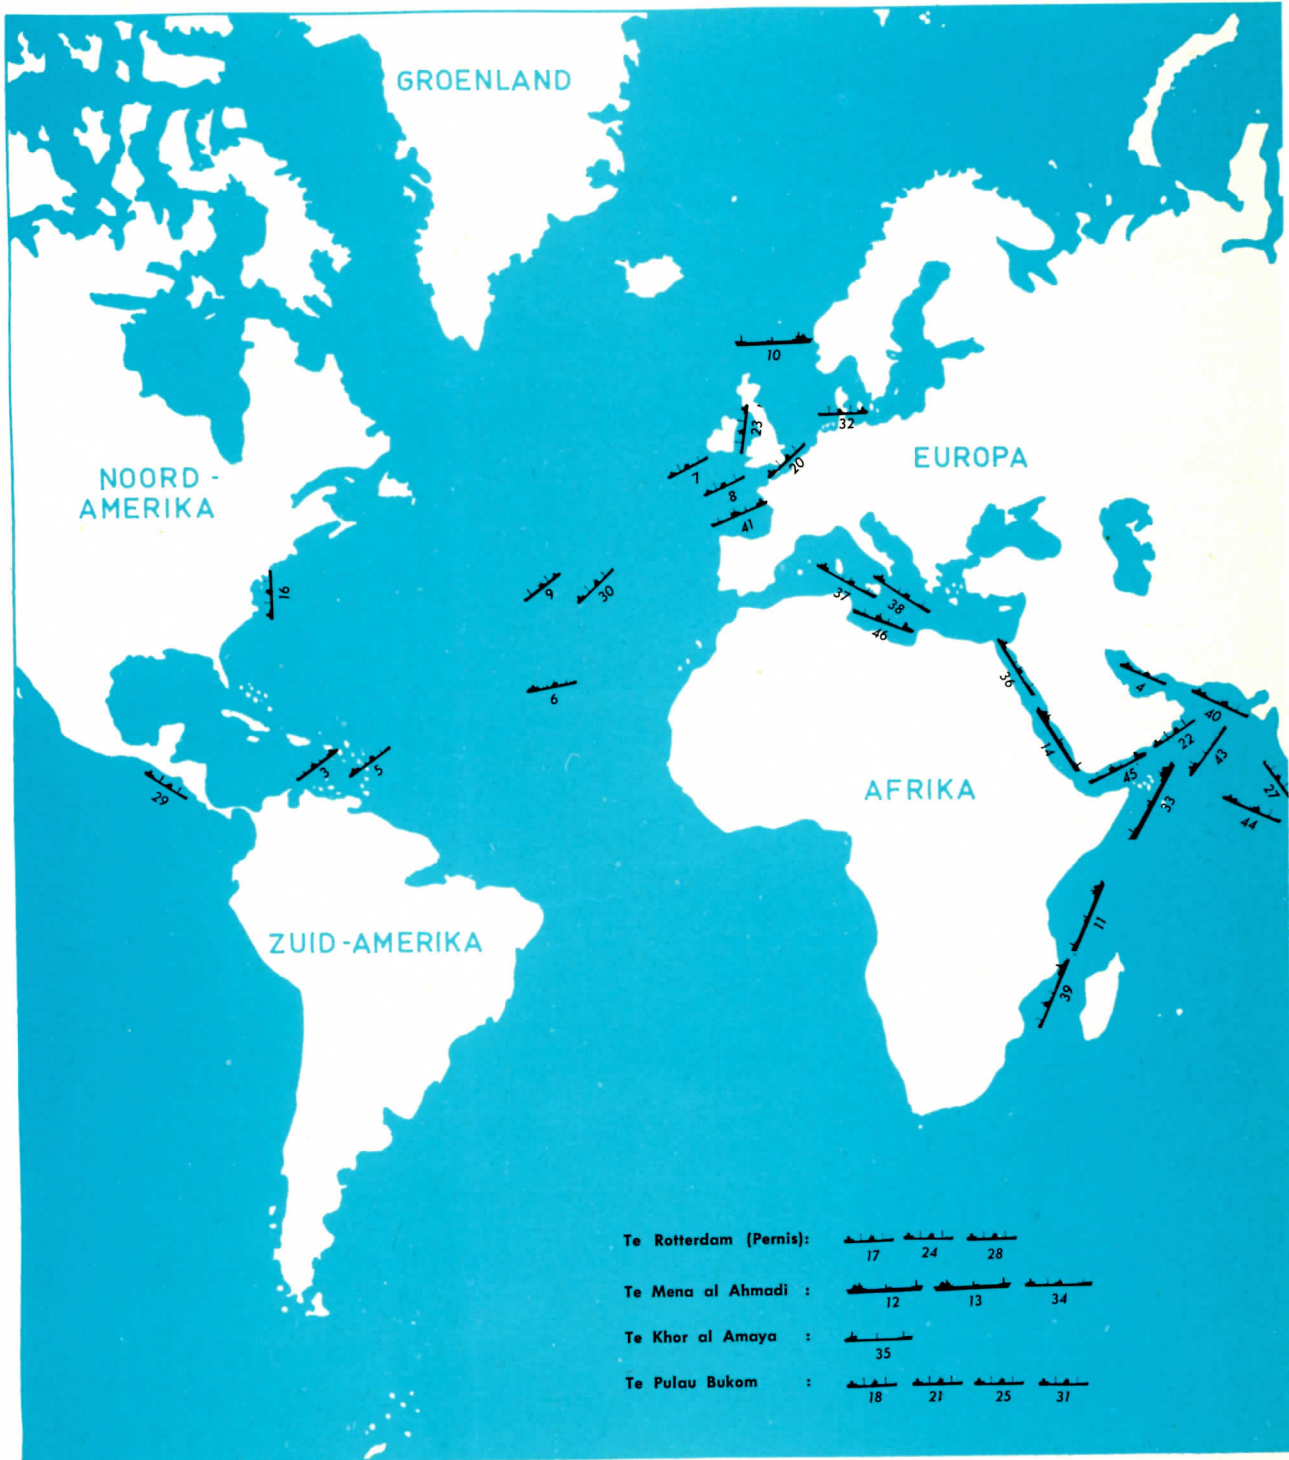 GROENLAND
10
23
32
7
20
8
41
EUROPA
NOORD -
AMERIKA
16
9
30
37
38
46
6
36
4
40
14
22
43
45
27
3
5
29
33
44
AFRIKA
11
ZUID-AMERIKA
39
Te Rotterdam (Pernis): 17 24 28
Te Mena al Ahmadi : 12 13 34
Te Khor al Amaya : 35
Te Pulau Bukom : 18 21 25 31